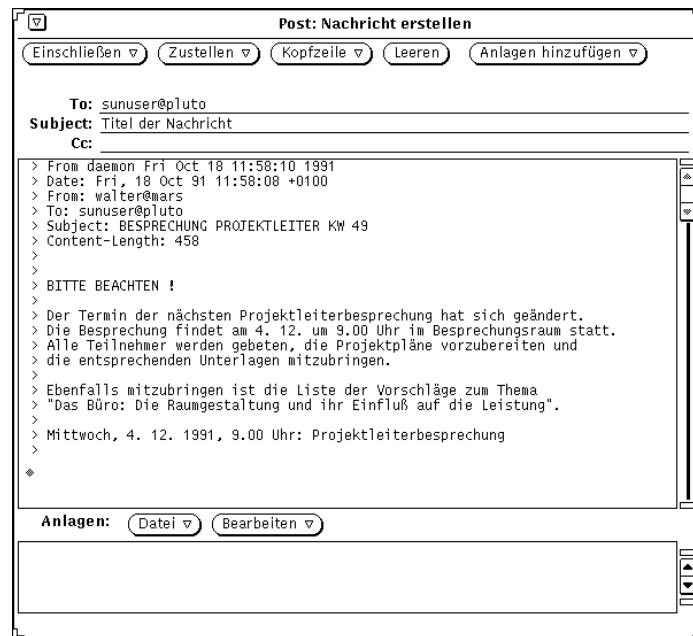 Post: Nachricht erstellen
Einschließen Zustellen Kopfzeile Leeren Anlagen hinzufügen
To: sunuser@pluto
Subject: Titel der Nachricht
Cc:
> From daemon Fri Oct 18 11:58:10 1991
> Date: Fri, 18 Oct 91 11:58:08 +0100
> From: walter@mars
> To: sunuser@pluto
> Subject: BESPRECHUNG PROJEKTLEITER KW 49
> Content-Length: 458
>
>
> BITTE BEACHTEN !
>
> Der Termin der nächsten Projektleiterbesprechung hat sich geändert.
> Die Besprechung findet am 4. 12. um 9.00 Uhr im Besprechungsraum statt.
> Alle Teilnehmer werden gebeten, die Projektpläne vorzubereiten und
> die entsprechenden Unterlagen mitzubringen.
>
> Ebenfalls mitzubringen ist die Liste der Vorschläge zum Thema
> "Das Büro: Die Raumgestaltung und ihr Einfluß auf die Leistung".
>
> Mittwoch, 4. 12. 1991, 9.00 Uhr: Projektleiterbesprechung
>
Anlagen: Datei Bearbeiten